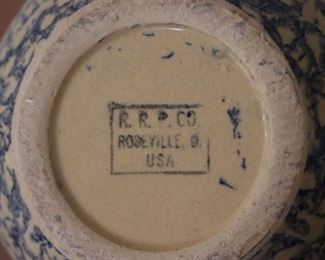 R. R. P. CO.
ROSEVILLE, O.
USA